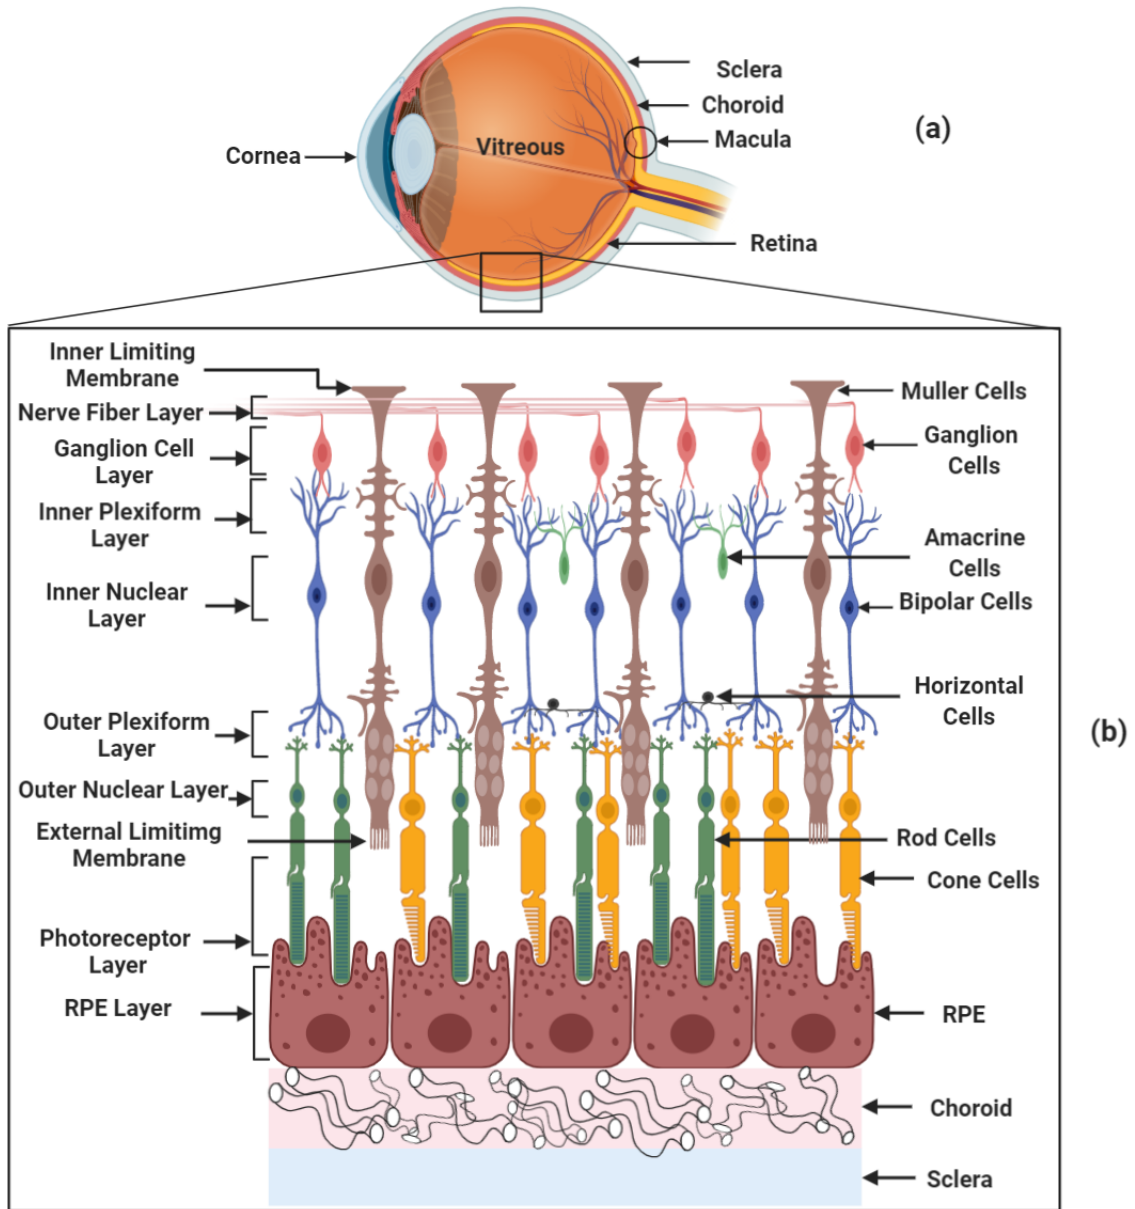 Sclera
Choroid
(a)
Macula
Vitreous
Cornea
Retina
Inner Limiting
Membrane
Nerve Fiber Layer
Ganglion Cell
Layer
Inner Plexiform
Layer
Inner Nuclear
Layer
Outer Plexiform
Layer
Outer Nuclear Layer
External Limitimg
Membrane
Photoreceptor
Layer
RPE Layer
Muller Cells
Ganglion
Cells
Amacrine
Cells
Bipolar Cells
Horizontal
Cells
(b)
Rod Cells
Cone Cells
RPE
Choroid
Sclera